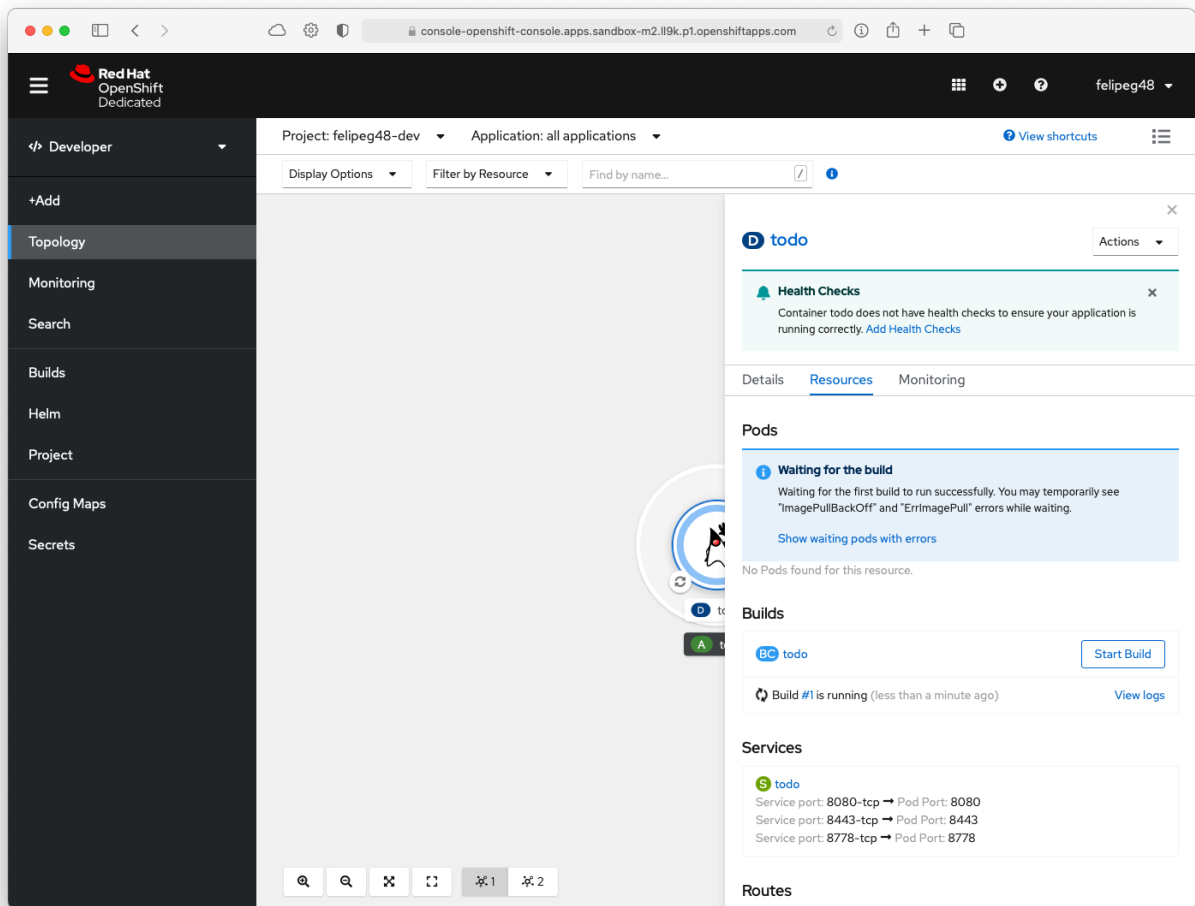 console-openshift-console.apps.sandbox-m2.ll9k.p1.openshiftapps.com
Red Hat
OpenShift
Dedicated
felipeg48
Developer
Project: felipeg48-dev
Application: all applications
View shortcuts
Display Options
Filter by Resource
Find by name...
/
+Add
Topology
Monitoring
Search
Builds
Helm
Project
Config Maps
Secrets
D todo
Actions
Health Checks
Container todo does not have health checks to ensure your application is
running correctly. Add Health Checks
Details
Resources
Monitoring
Pods
Waiting for the build
Waiting for the first build to run successfully. You may temporarily see
"ImagePullBackOff" and "ErrImagePull" errors while waiting.
Show waiting pods with errors
No Pods found for this resource.
D
A
Builds
BC todo
Start Build
Build #1 is running (less than a minute ago)
View logs
Services
S todo
Service port: 8080-tcp → Pod Port: 8080
Service port: 8443-tcp → Pod Port: 8443
Service port: 8778-tcp → Pod Port: 8778
Routes
1
2